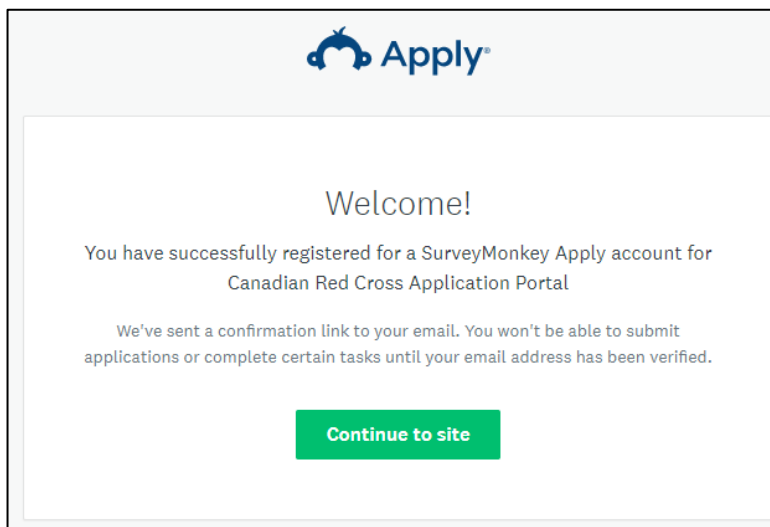 Apply®
Welcome!
You have successfully registered for a SurveyMonkey Apply account for
Canadian Red Cross Application Portal
We've sent a confirmation link to your email. You won't be able to submit
applications or complete certain tasks until your email address has been verified.
Continue to site